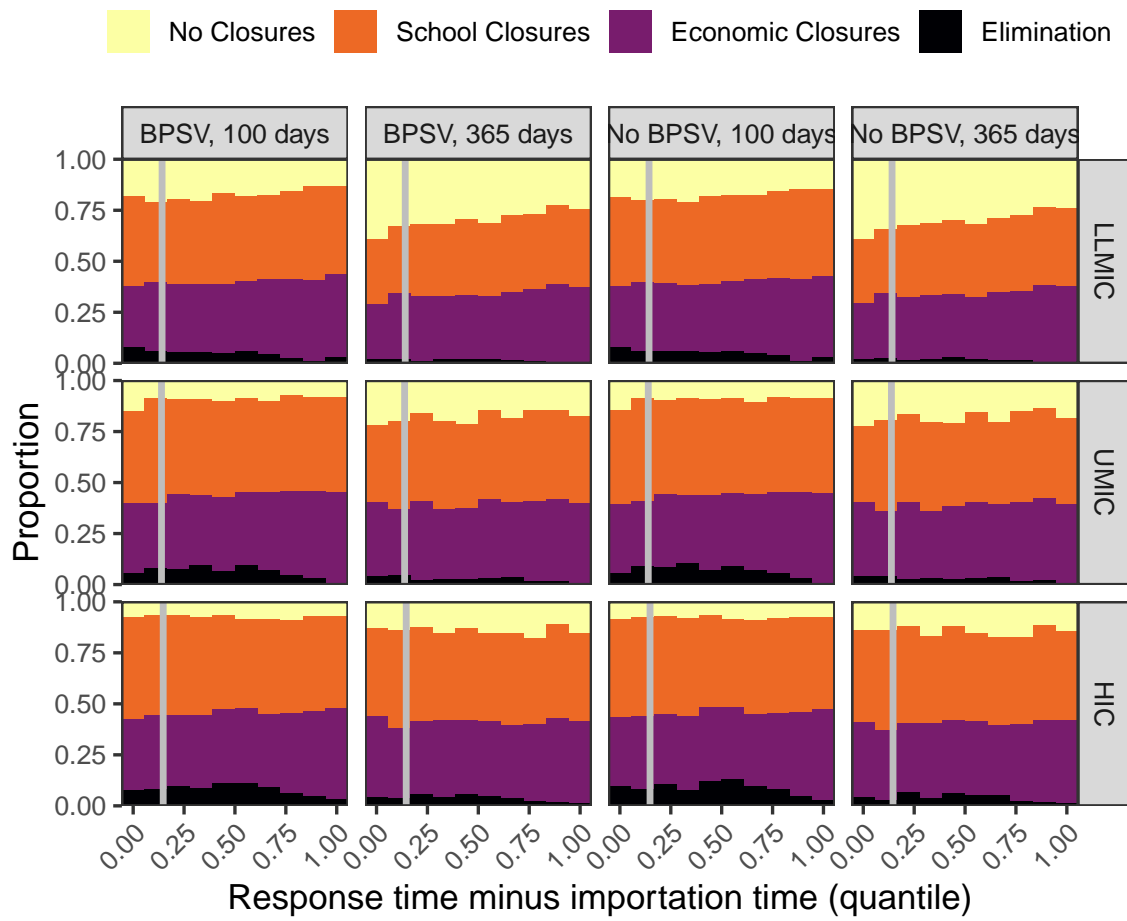 No Closures School Closures Economic Closures Elimination
BPSV, 100 days BPSV, 365 days No BPSV, 100 days No BPSV, 365 days
1.00
0.75
0.50
0.25
0.00
LLMIC
1.00
0.75
0.50
0.25
0.00
UMIC
1.00
0.75
0.50
0.25
0.00
HIC
Proportion
0.00 0.25 0.50 0.75 1.00 0.00 0.25 0.50 0.75 1.00 0.00 0.25 0.50 0.75 1.00 0.00 0.25 0.50 0.75 1.00
Response time minus importation time (quantile)